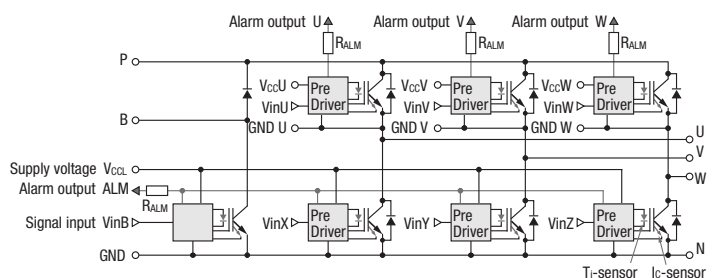 Alarm output U
Alarm output V
Alarm output W
RALM
RALM
RALM
P
VCCU
Pre Driver
VCCV
Pre Driver
VCCW
Pre Driver
VinU
VinV
VinW
B
GND U
GND V
GND W
U
V
W
Supply voltage VCCL
Alarm output ALM
RALM
Signal input VinB
VinX
Pre Driver
VinY
Pre Driver
VinZ
Pre Driver
GND
N
Tj-sensor
IC-sensor